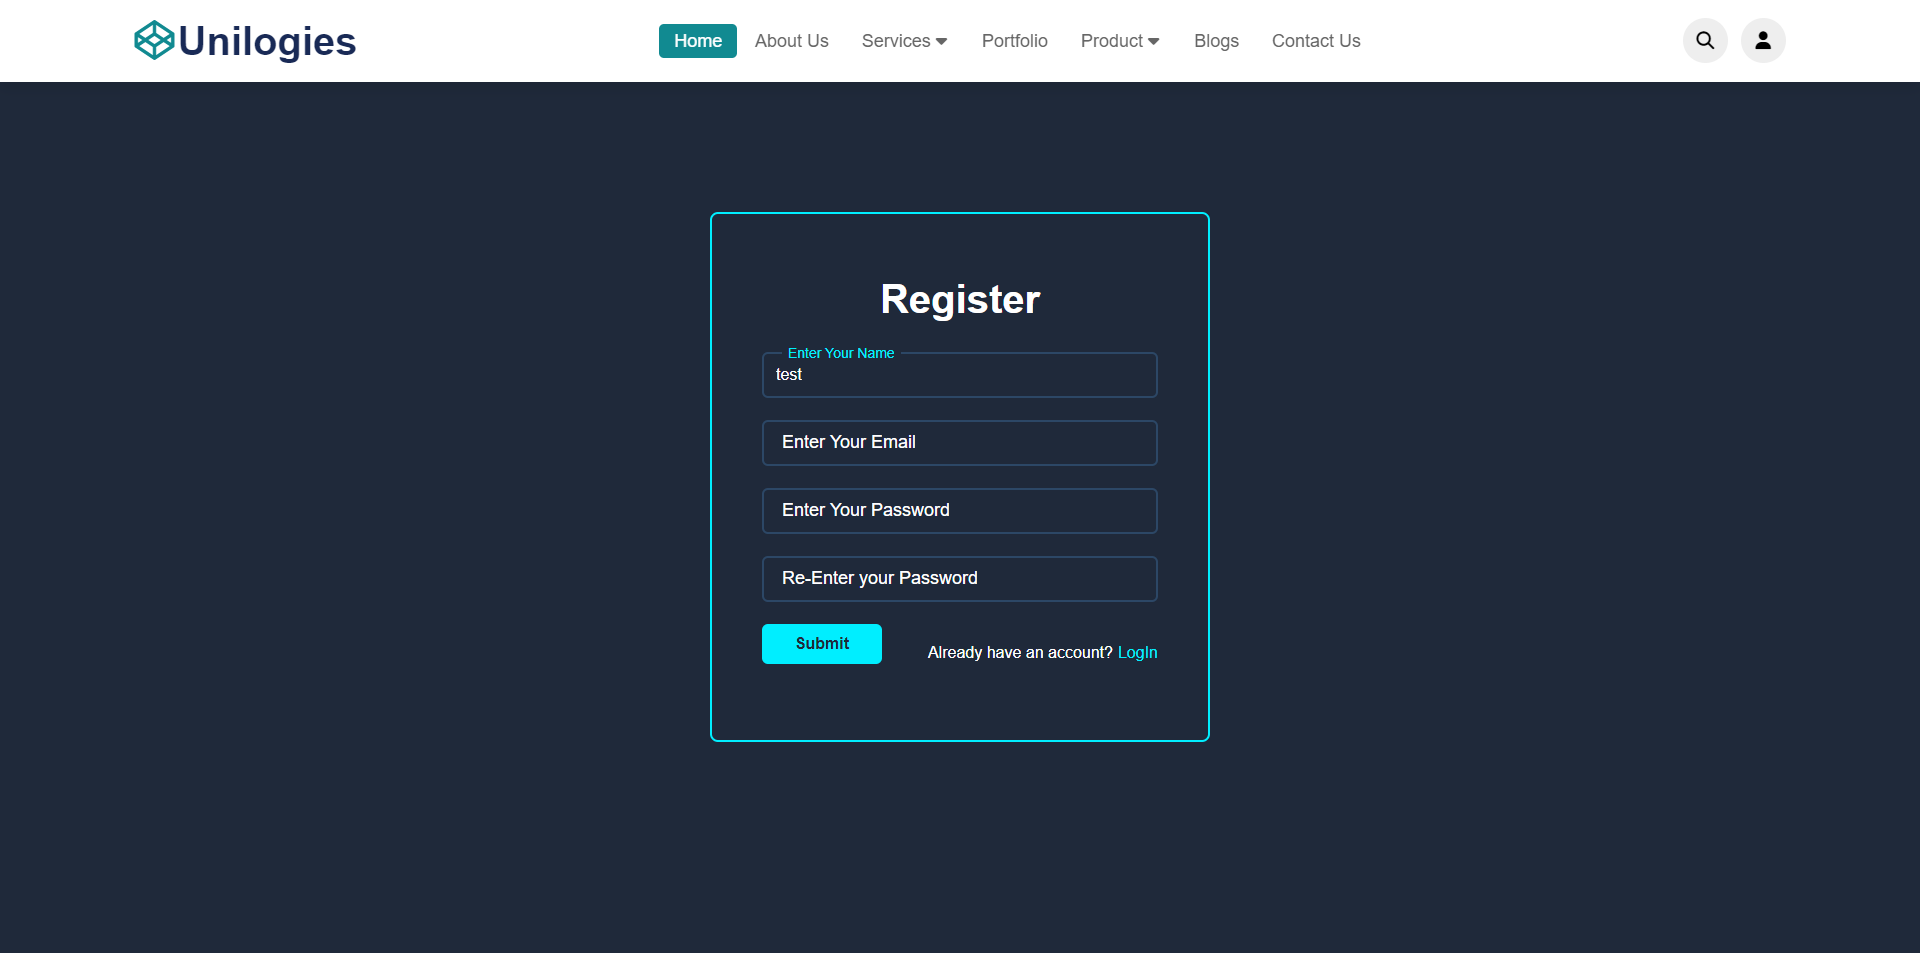 Unilogies
Home About Us Services Portfolio Product Blogs Contact Us
Register
Enter Your Name
test
Enter Your Email
Enter Your Password
Re-Enter your Password
Submit
Already have an account? LogIn